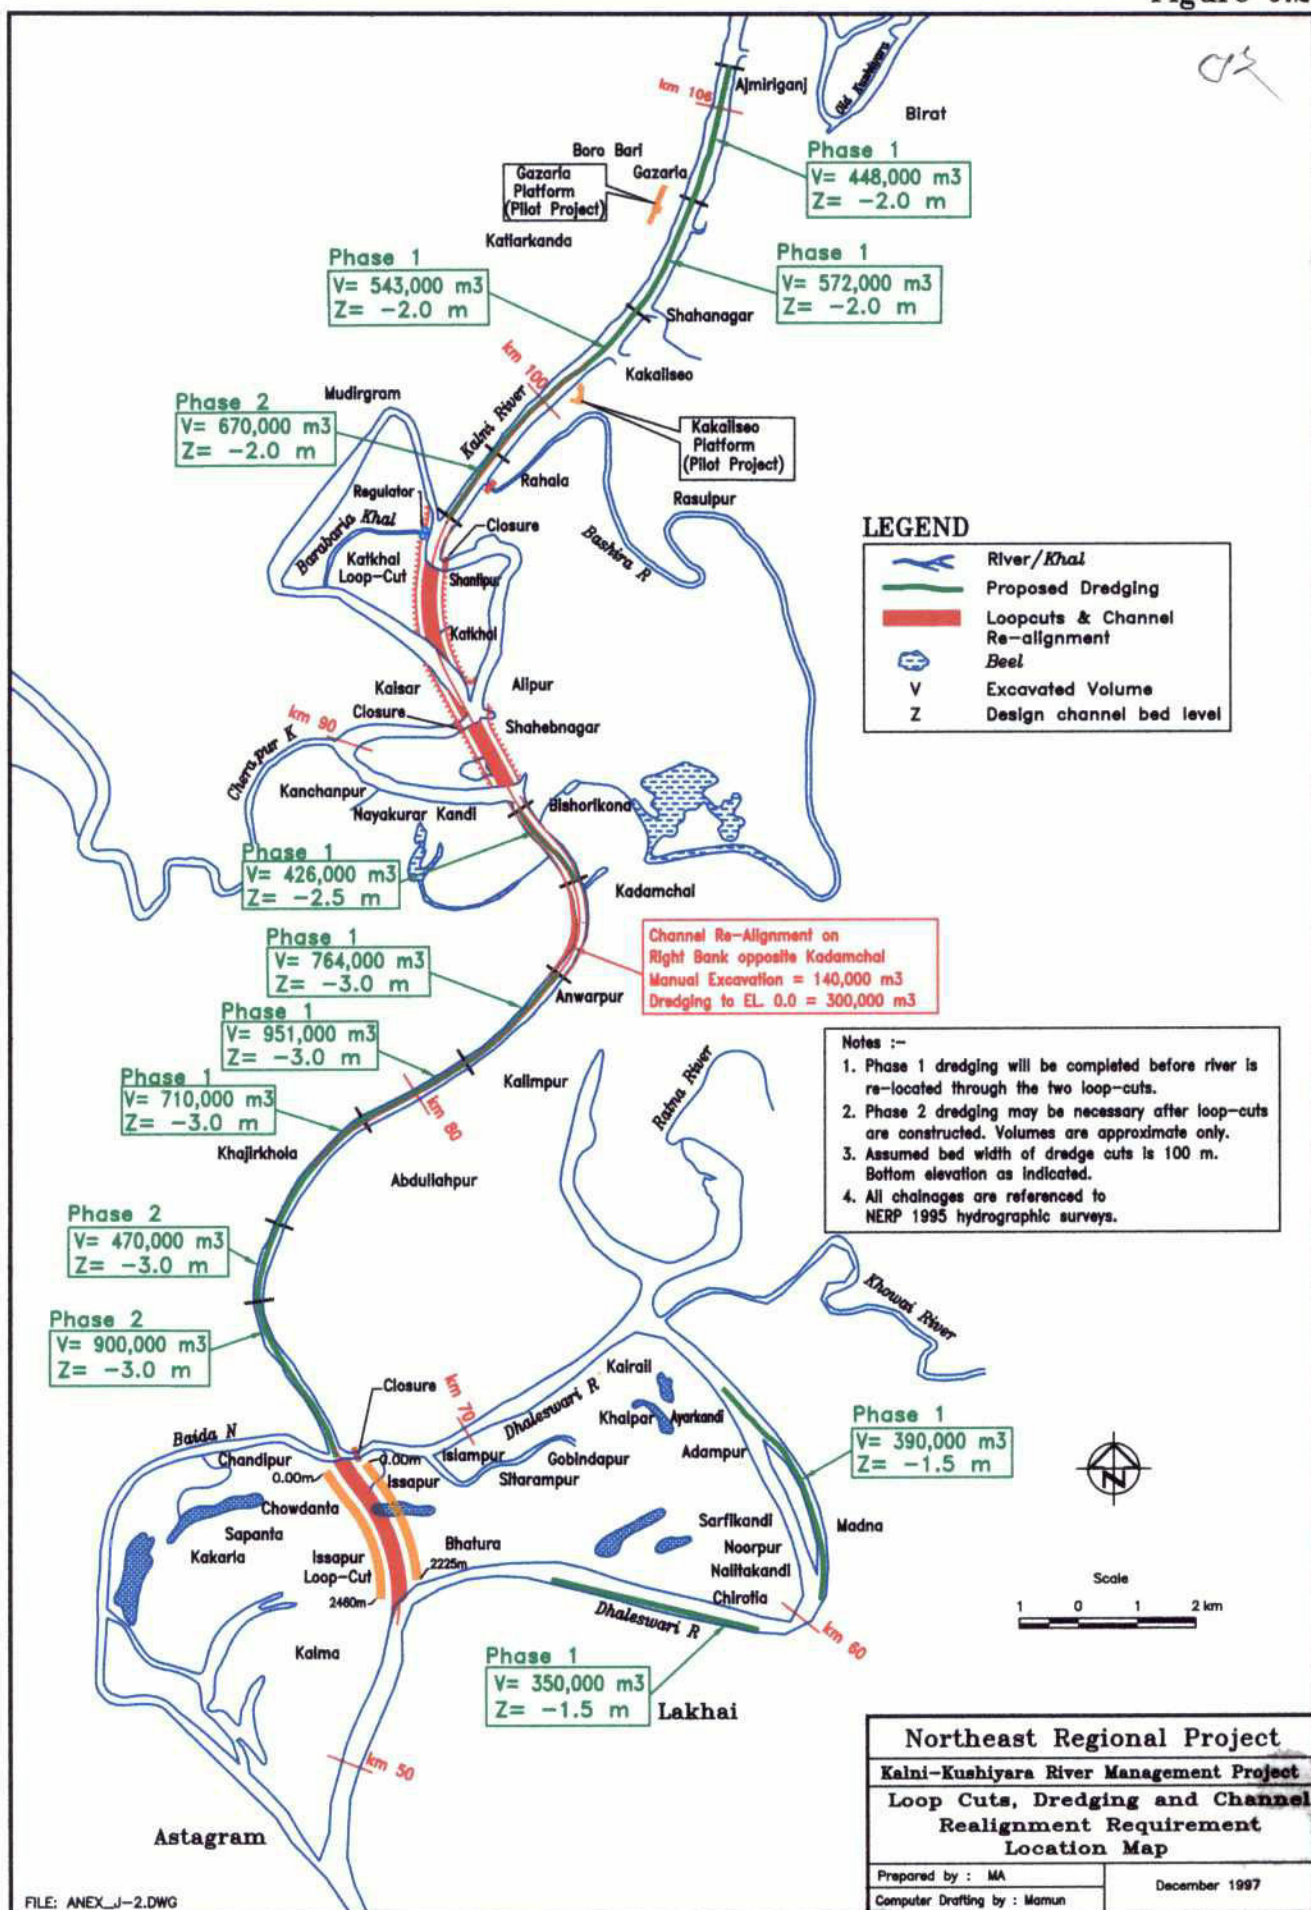 Ajmiriganj
km 106
Old Kushiyara
Birat
Boro Bari
Gazaria
Gazaria
Platform
(Pilot Project)
Phase 1
V= 448,000 m3
Z= -2.0 m
Katiarkanda
Phase 1
V= 543,000 m3
Z= -2.0 m
Phase 1
V= 572,000 m3
Z= -2.0 m
Shahanagar
km 100
Kakailseo
Mudirgram
Kalni River
Phase 2
V= 670,000 m3
Z= -2.0 m
Kakailseo
Platform
(Pilot Project)
Rahala
Regulator
Rasulpur
Barabaria Khal
Closure
Bashira R
Katkhal
Loop-Cut
Shantipur
Katkhal
LEGEND
River/Khal
Proposed Dredging
Loopcuts & Channel
Re-alignment
Beel
V Excavated Volume
Z Design channel bed level
Kaisar
Alipur
Closure
km 90
Shahebnagar
Cherapur K
Kanchanpur
Nayakurar Kandi
Bishorikona
Phase 1
V= 426,000 m3
Z= -2.5 m
Kadamchal
Channel Re-Alignment on
Right Bank opposite Kadamchal
Manual Excavation = 140,000 m3
Dredging to EL. 0.0 = 300,000 m3
Phase 1
V= 764,000 m3
Z= -3.0 m
Anwarpur
Phase 1
V= 951,000 m3
Z= -3.0 m
Kalimpur
Ratna River
Phase 1
V= 710,000 m3
Z= -3.0 m
km 80
Khajirkhola
Abdullahpur
Notes :-
1. Phase 1 dredging will be completed before river is
re-located through the two loop-cuts.
2. Phase 2 dredging may be necessary after loop-cuts
are constructed. Volumes are approximate only.
3. Assumed bed width of dredge cuts is 100 m.
Bottom elevation as indicated.
4. All chainages are referenced to
NERP 1995 hydrographic surveys.
Phase 2
V= 470,000 m3
Z= -3.0 m
Khowai River
Phase 2
V= 900,000 m3
Z= -3.0 m
Kairail
Closure
km 70
Dhaleswari R
Khalpar
Ayarkandi
Phase 1
V= 390,000 m3
Z= -1.5 m
Baida N
Chandipur
0.00m
0.00m
Islampur
Gobindapur
Adampur
Issapur
Sitarampur
Chowdanta
Sapanta
Kakaria
Sarfikandi
Madna
Bhatura
Noorpur
Issapur
Loop-Cut
2225m
Nalitakandi
2460m
Chirotia
Dhaleswari R
km 60
Scale
1 0 1 2 km
N
Kalma
Phase 1
V= 350,000 m3
Z= -1.5 m
Lakhai
km 50
Astagram
Northeast Regional Project
Kalni-Kushiyara River Management Project
Loop Cuts, Dredging and Channel
Realignment Requirement
Location Map
Prepared by : MA
Computer Drafting by : Mamun
December 1997
FILE: ANEX_J-2.DWG